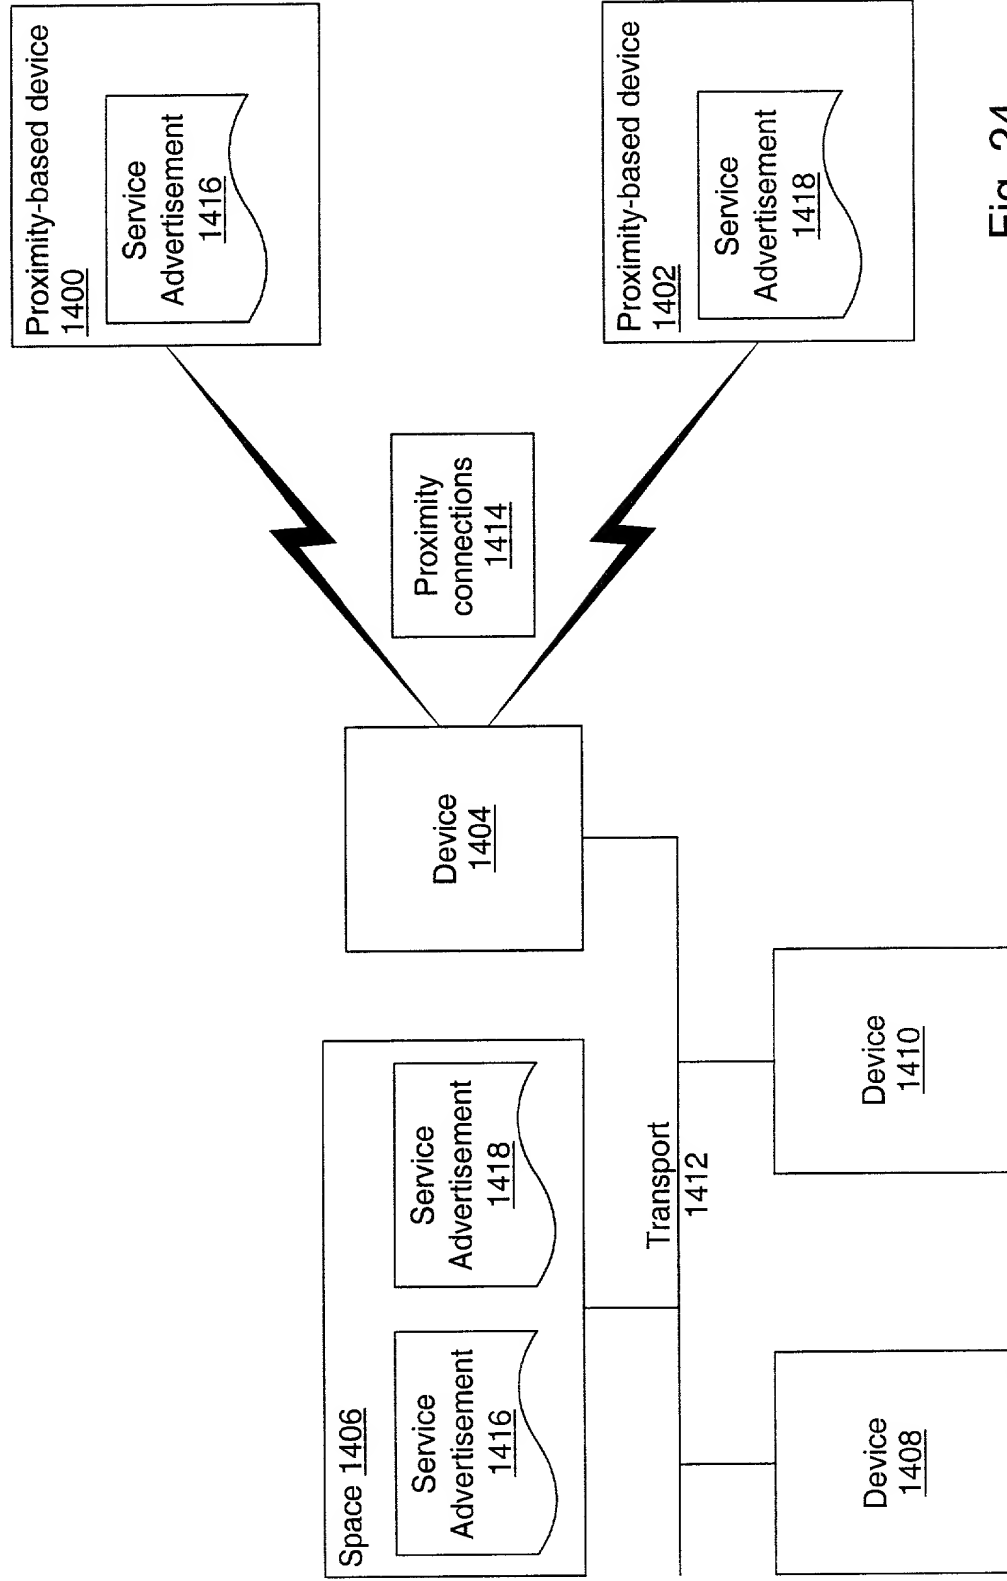 Proximity-based device
1400
Service
Advertisement
1416
Space 1406
Service
Advertisement
1416
Service
Advertisement
1418
Device
1404
Proximity
connections
1414
Proximity-based device
1402
Service
Advertisement
1418
Transport
1412
Device
1408
Device
1410
Fig. 24